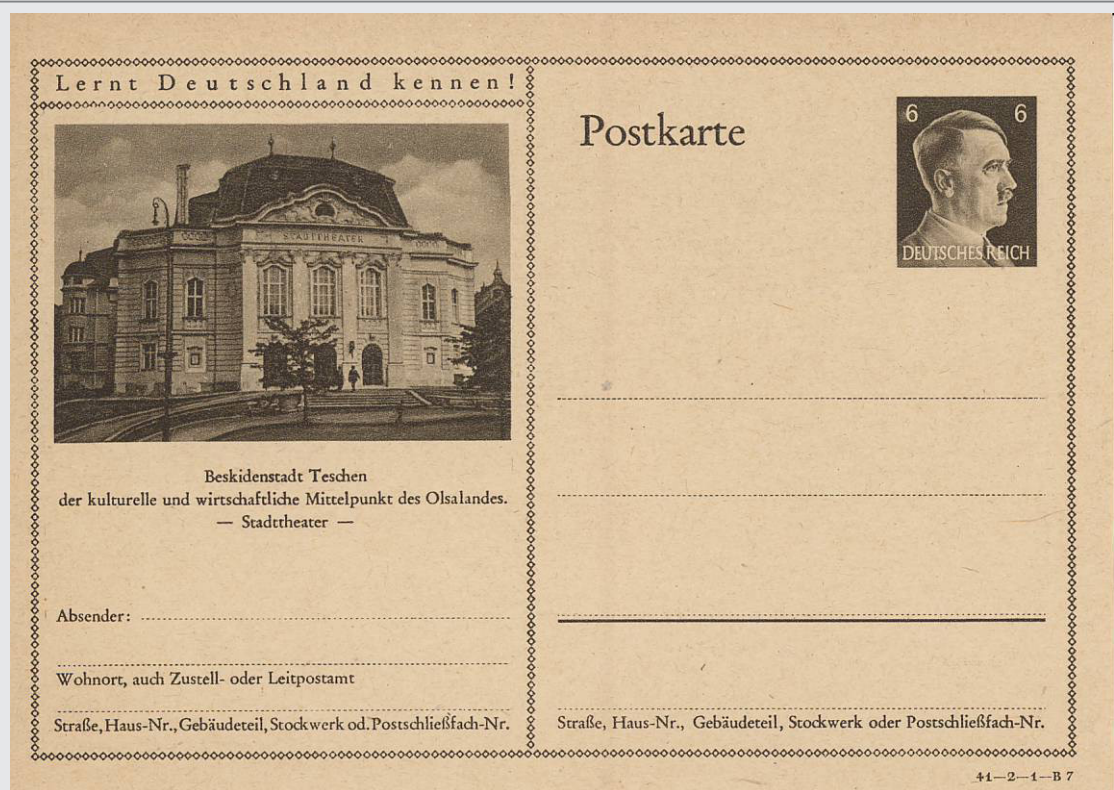 Lernt Deutschland kennen!
STADTTHEATER
Beskidenstadt Teschen
der kulturelle und wirtschaftliche Mittelpunkt des Olsalandes.
— Stadttheater —
Absender:
Wohnort, auch Zustell- oder Leitpostamt
Straße, Haus-Nr., Gebäudeteil, Stockwerk od. Postschließfach-Nr.
Postkarte
6 6
DEUTSCHES REICH
Straße, Haus-Nr., Gebäudeteil, Stockwerk oder Postschließfach-Nr.
41—2—1—B 7